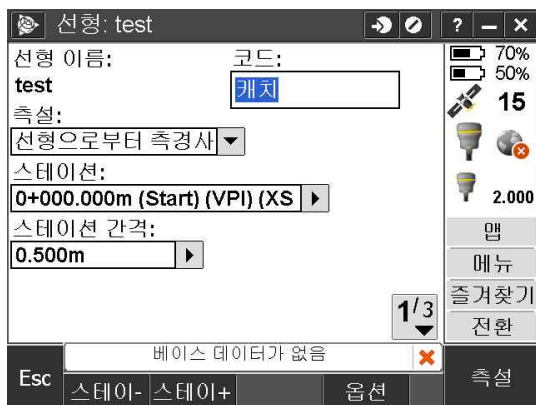 선형: test
? – ×
선형 이름: 코드:
test 캐치
측설:
선형으로부터 측경사
스테이션:
0+000.000m (Start) (VPI) (XS
스테이션 간격:
0.500m
1/3
70%
50%
15
2.000
맵
메뉴
즐겨찾기
전환
베이스 데이터가 없음
Esc 스테이- 스테이+ 옵션 측설